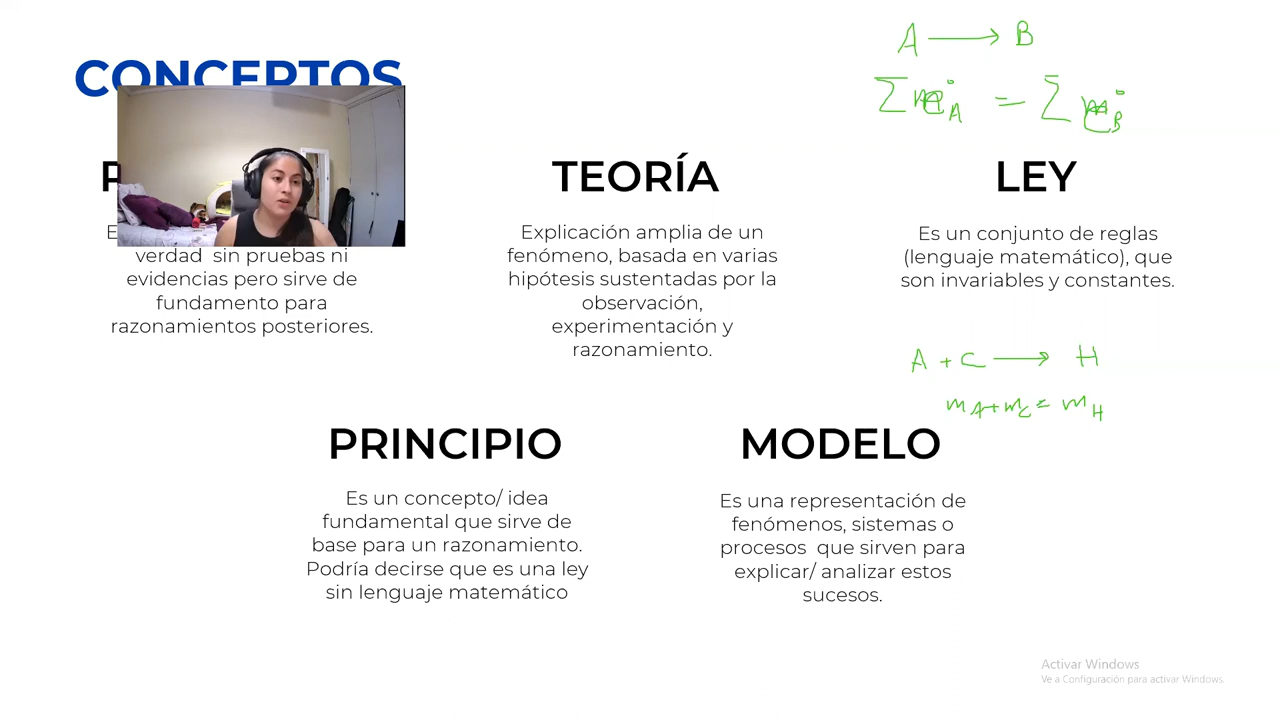 CONCEPTOS
A → B
Σ m A = Σ m B
TEORÍA
LEY
verdad sin pruebas ni
evidencias pero sirve de
fundamento para
razonamientos posteriores.
Explicación amplia de un
fenómeno, basada en varias
hipótesis sustentadas por la
observación,
experimentación y
razonamiento.
Es un conjunto de reglas
(lenguaje matemático), que
son invariables y constantes.
A + C → H
mA + mC = mH
PRINCIPIO
Es un concepto/ idea
fundamental que sirve de
base para un razonamiento.
Podría decirse que es una ley
sin lenguaje matemático
MODELO
Es una representación de
fenómenos, sistemas o
procesos que sirven para
explicar/ analizar estos
sucesos.
Activar Windows
Ve a Configuración para activar Windows.